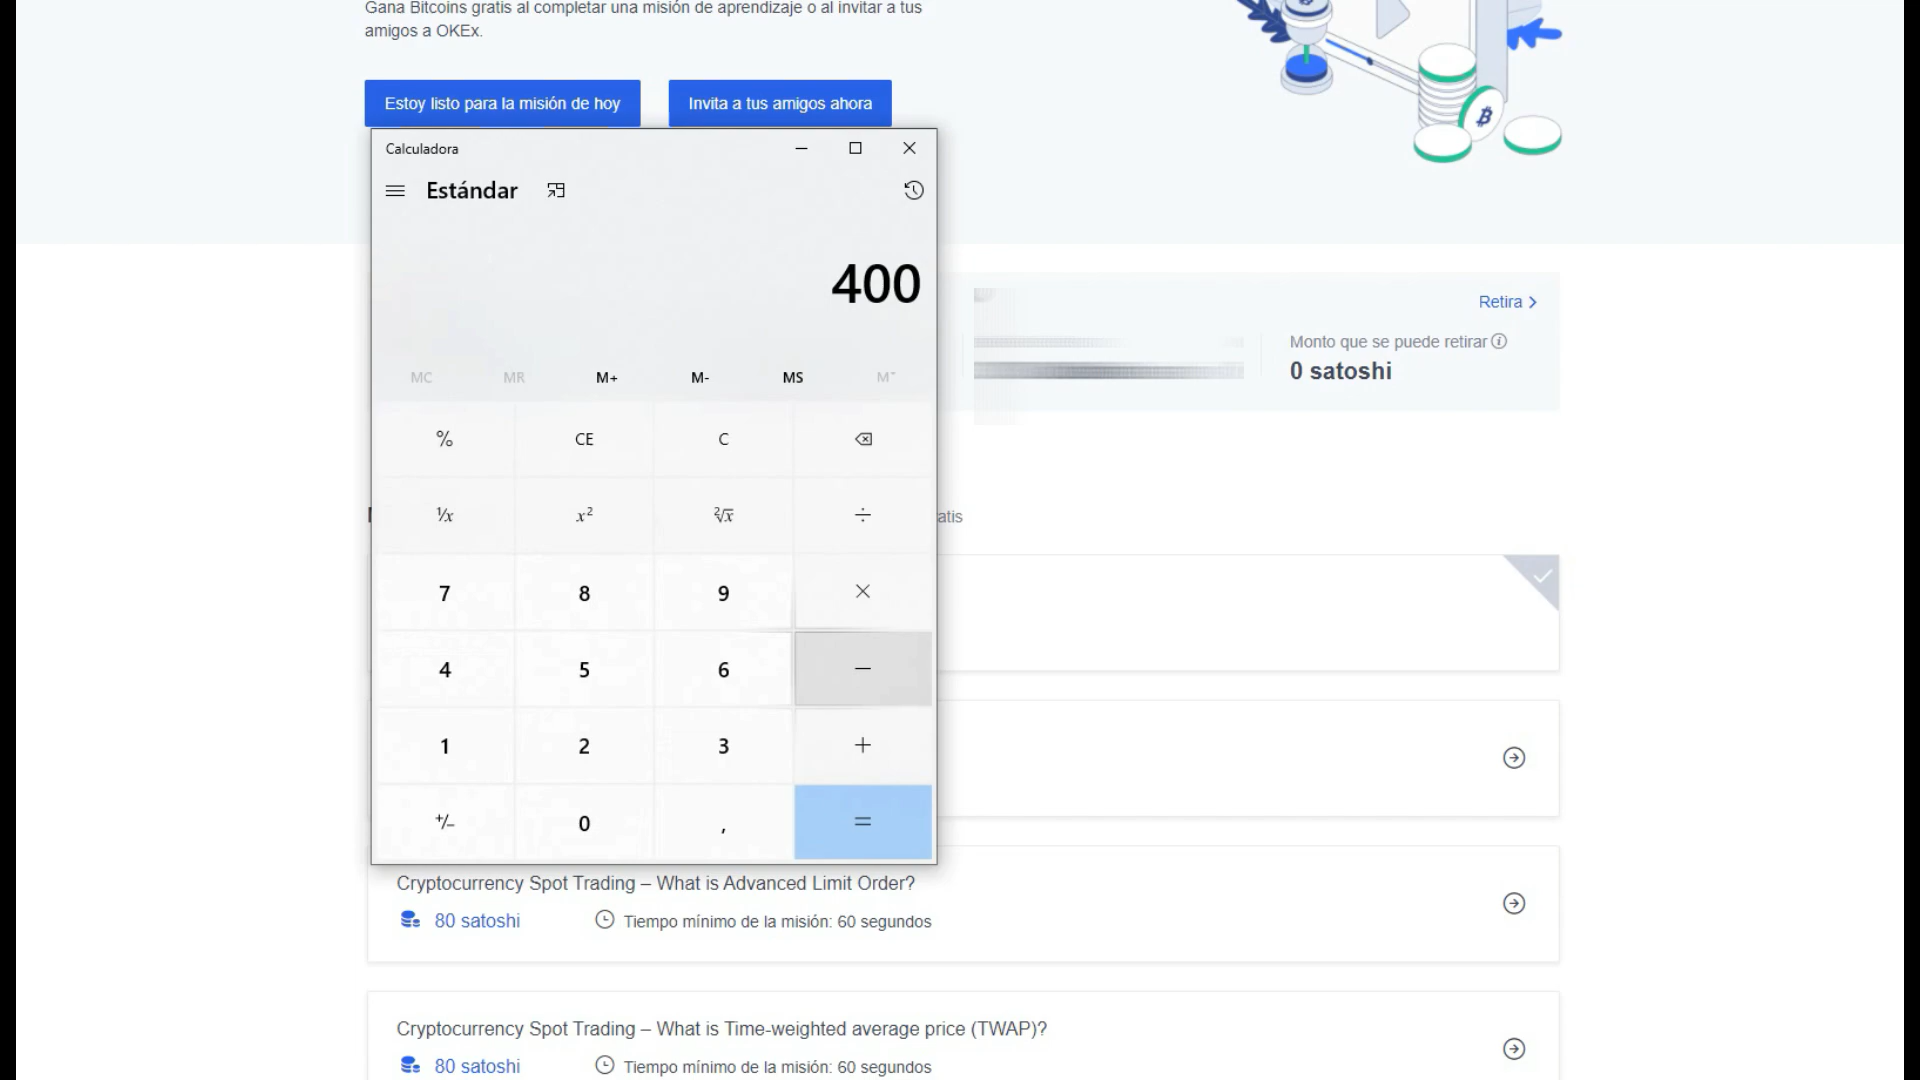 Gana Bitcoins gratis al completar una misión de aprendizaje o al invitar a tus
amigos a OKEx.
Estoy listo para la misión de hoy
Invita a tus amigos ahora
Calculadora
Estándar
400
MC MR M+ M- MS M˅
% CE C
⅟x x² ²√x ÷
7 8 9 ×
4 5 6 −
1 2 3 +
+/− 0 , =
Retira
Monto que se puede retirar
0 satoshi
atis
Cryptocurrency Spot Trading – What is Advanced Limit Order?
80 satoshi
Tiempo mínimo de la misión: 60 segundos
Cryptocurrency Spot Trading – What is Time-weighted average price (TWAP)?
80 satoshi
Tiempo mínimo de la misión: 60 segundos